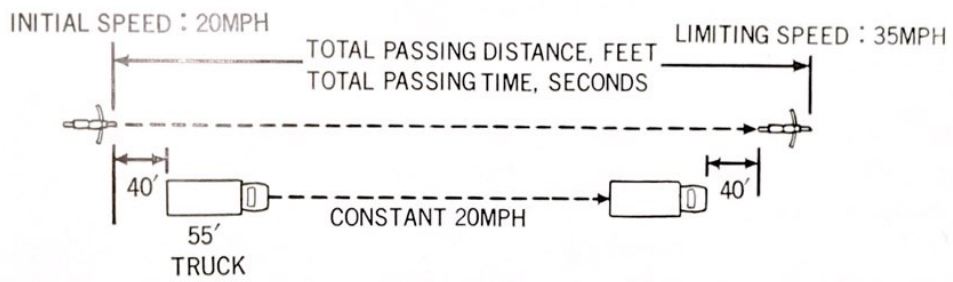 INITIAL SPEED : 20MPH
LIMITING SPEED : 35MPH
TOTAL PASSING DISTANCE, FEET
TOTAL PASSING TIME, SECONDS
40′
40′
CONSTANT 20MPH
55′
TRUCK